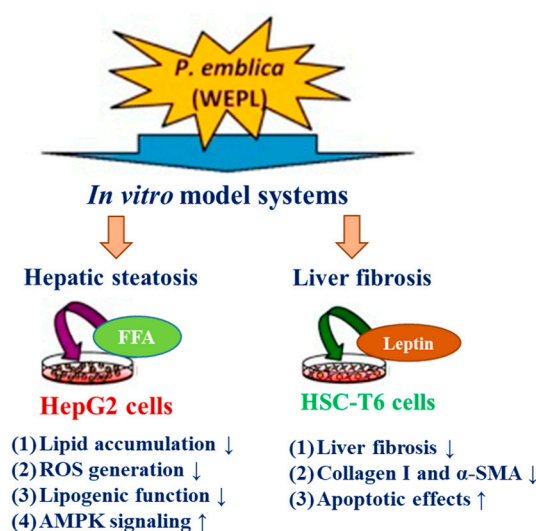 P. emblica
(WEPL)
In vitro model systems
Hepatic steatosis
FFA
HepG2 cells
(1) Lipid accumulation ↓
(2) ROS generation ↓
(3) Lipogenic function ↓
(4) AMPK signaling ↑
Liver fibrosis
Leptin
HSC-T6 cells
(1) Liver fibrosis ↓
(2) Collagen I and α-SMA ↓
(3) Apoptotic effects ↑